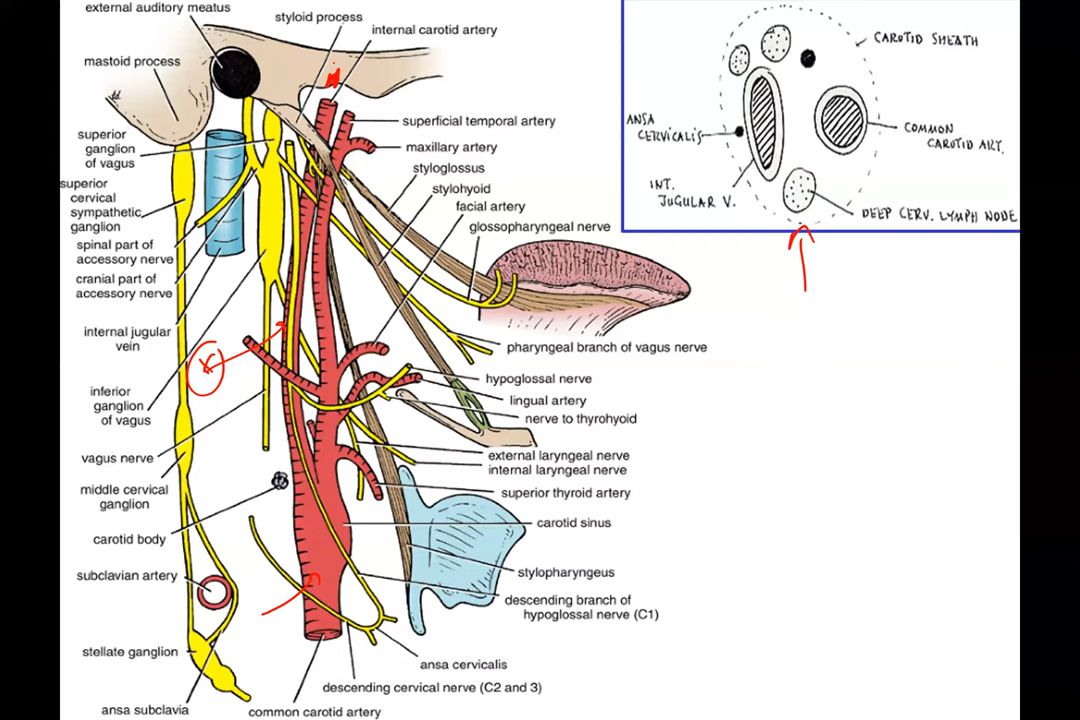 external auditory meatus
styloid process
internal carotid artery
mastoid process
superficial temporal artery
maxillary artery
superior
ganglion
of vagus
styloglossus
stylohyoid
facial artery
superior
cervical
sympathetic
ganglion
glossopharyngeal nerve
spinal part of
accessory nerve
cranial part of
accessory nerve
internal jugular
vein
pharyngeal branch of vagus nerve
hypoglossal nerve
inferior
ganglion
of vagus
lingual artery
nerve to thyrohyoid
vagus nerve
external laryngeal nerve
internal laryngeal nerve
middle cervical
ganglion
superior thyroid artery
carotid sinus
carotid body
subclavian artery
stylopharyngeus
descending branch of
hypoglossal nerve (C1)
stellate ganglion
ansa cervicalis
descending cervical nerve (C2 and 3)
ansa subclavia
common carotid artery
CAROTID SHEATH
ANSA
CERVICALIS
COMMON
CAROTID ART.
INT.
JUGULAR V.
DEEP CERV. LYMPH NODE